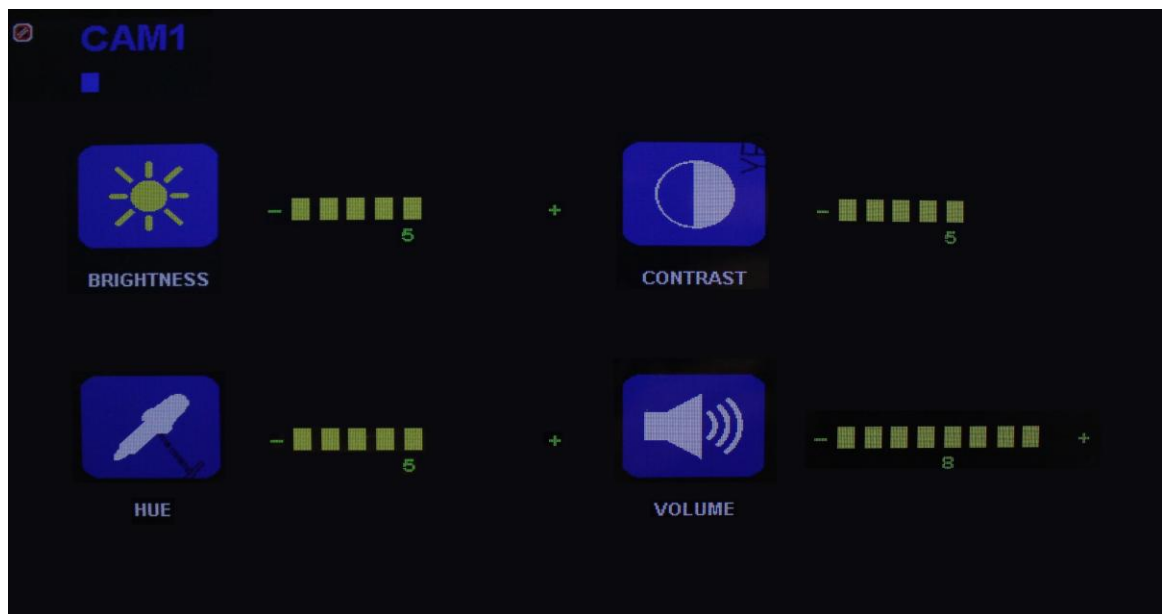 CAM1
- 5 +
- 5
BRIGHTNESS
CONTRAST
- 5 +
- 8 +
HUE
VOLUME